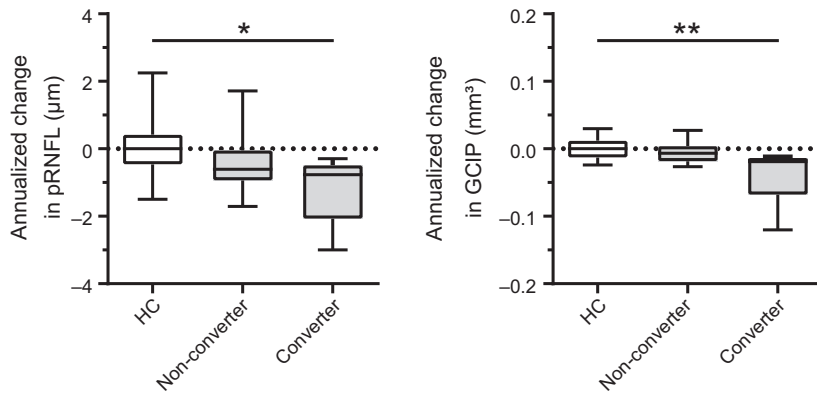 Annualized change
in pRNFL (μm)
4
2
0
–2
–4
*
HC
Non-converter
Converter
Annualized change
in GCIP (mm³)
0.2
0.1
0.0
–0.1
–0.2
**
HC
Non-converter
Converter